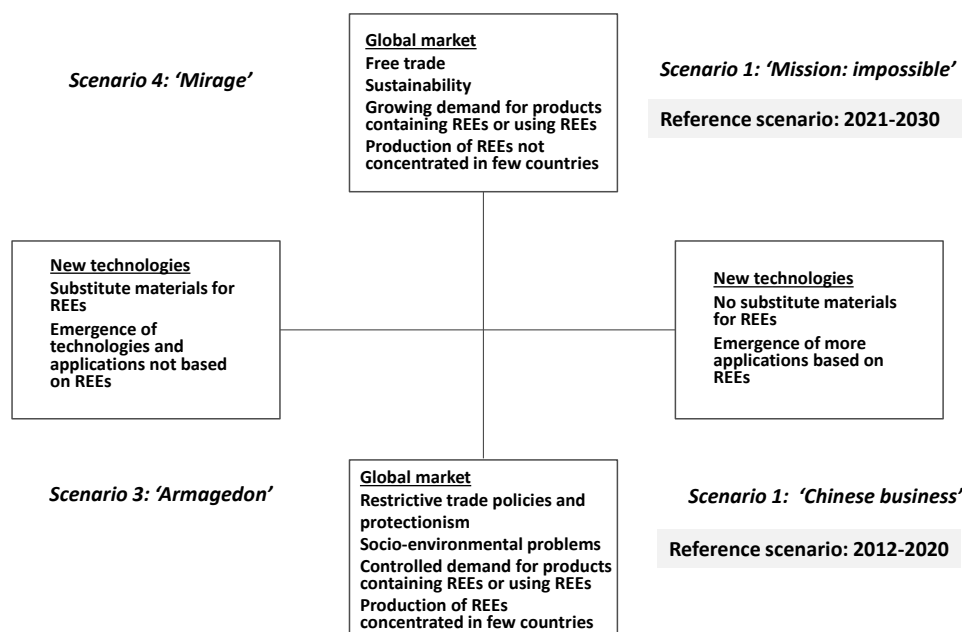 Global market
Free trade
Sustainability
Growing demand for products
containing REEs or using REEs
Production of REEs not
concentrated in few countries
Scenario 4: ‘Mirage’
Scenario 1: ‘Mission: impossible’
Reference scenario: 2021-2030
New technologies
Substitute materials for
REEs
Emergence of
technologies and
applications not based
on REEs
New technologies
No substitute materials
for REEs
Emergence of more
applications based on
REEs
Scenario 3: ‘Armagedon’
Global market
Restrictive trade policies and
protectionism
Socio-environmental problems
Controlled demand for products
containing REEs or using REEs
Production of REEs
concentrated in few countries
Scenario 1: ‘Chinese business’
Reference scenario: 2012-2020